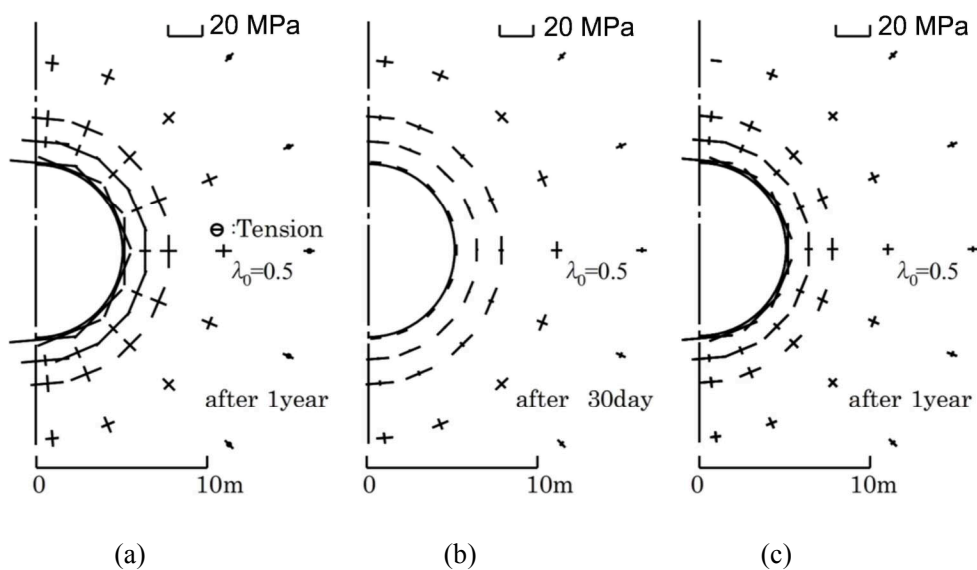 20 MPa
20 MPa
20 MPa
⊖ :Tension
λ₀=0.5
λ₀=0.5
λ₀=0.5
after 1year
after 30day
after 1year
0 10m
0 10m
0 10m
(a) (b) (c)